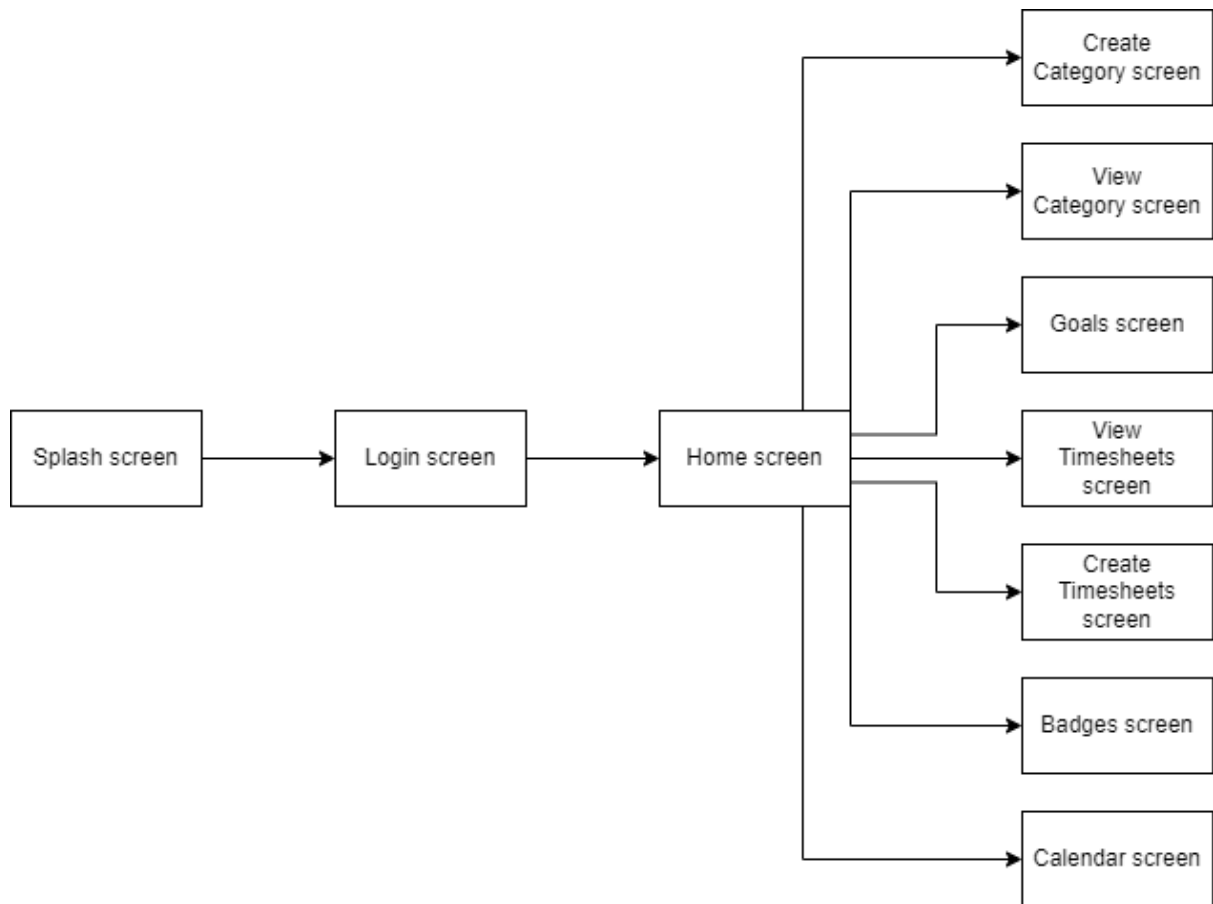 Create
Category screen
View
Category screen
Goals screen
Splash screen
Login screen
Home screen
View
Timesheets
screen
Create
Timesheets
screen
Badges screen
Calendar screen